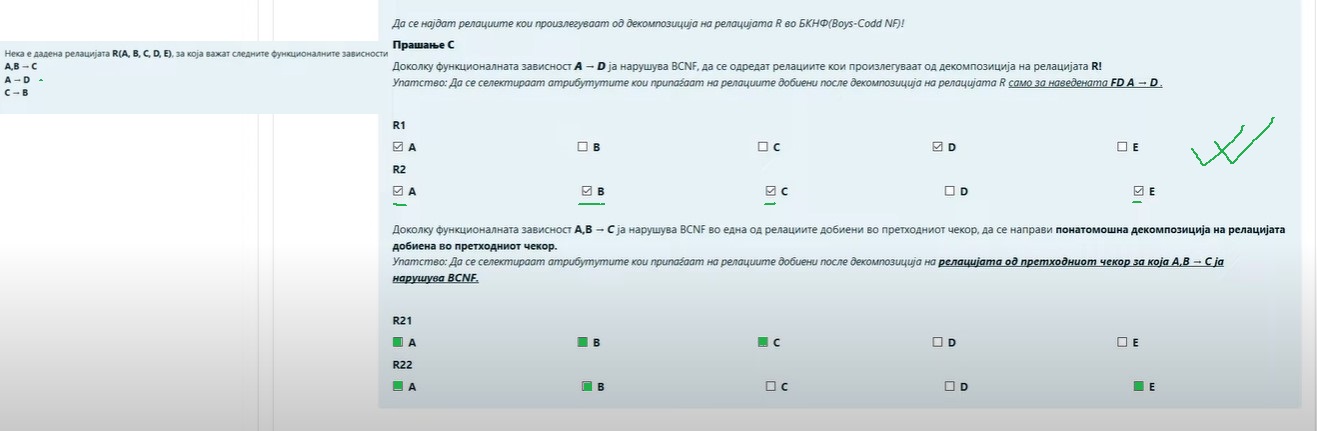 Да се најдат релациите кои произлегуваат од декомпозиција на релацијата R во БКНФ(Boys-Codd NF)!
Нека е дадена релацијата R(A, B, C, D, E), за која важат следните функционалните зависности
A,B → C
A → D
C → B
Прашање C
Доколку функционалната зависност A → D ја нарушува BCNF, да се одредат релациите кои произлегуваат од декомпозиција на релацијата R!
Упатство: Да се селектираат атрибутутите кои припаѓаат на релациите добиени после декомпозиција на релацијата R само за наведената FD A → D .
R1
A B C D E
R2
A B C D E
Доколку функционалната зависност A,B → C ја нарушува BCNF во една од релациите добиени во претходниот чекор, да се направи понатомошна декомпозиција на релацијата
добиена во претходниот чекор.
Упатство: Да се селектираат атрибутутите кои припаѓаат на релациите добиени после декомпозиција на релацијата од претходниот чекор за која A,B → C ја
нарушува BCNF.
R21
A B C D E
R22
A B C D E